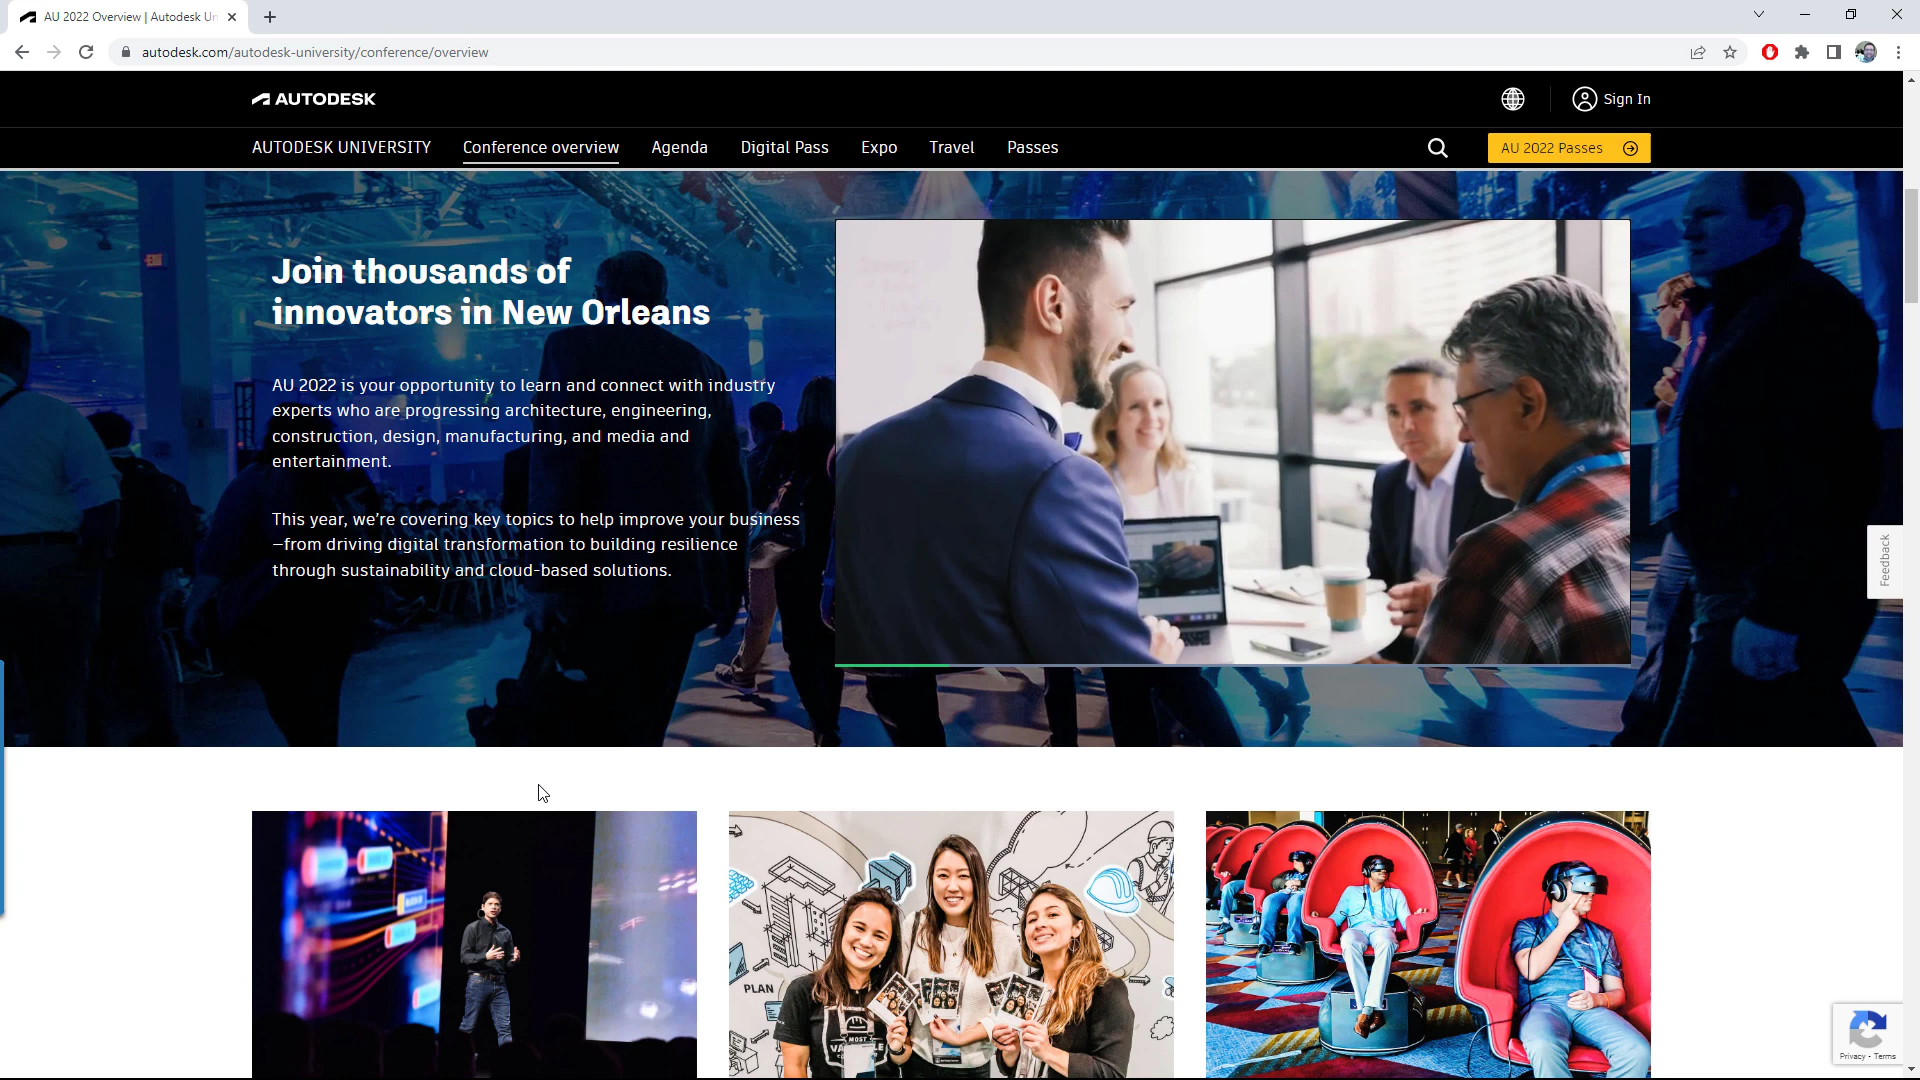 AU 2022 Overview | Autodesk Un
autodesk.com/autodesk-university/conference/overview
AUTODESK
Sign In
AUTODESK UNIVERSITY
Conference overview
Agenda
Digital Pass
Expo
Travel
Passes
AU 2022 Passes
Join thousands of
innovators in New Orleans
AU 2022 is your opportunity to learn and connect with industry
experts who are progressing architecture, engineering,
construction, design, manufacturing, and media and
entertainment.
This year, we’re covering key topics to help improve your business
—from driving digital transformation to building resilience
through sustainability and cloud-based solutions.
Feedback
PLAN
MOST
Privacy - Terms